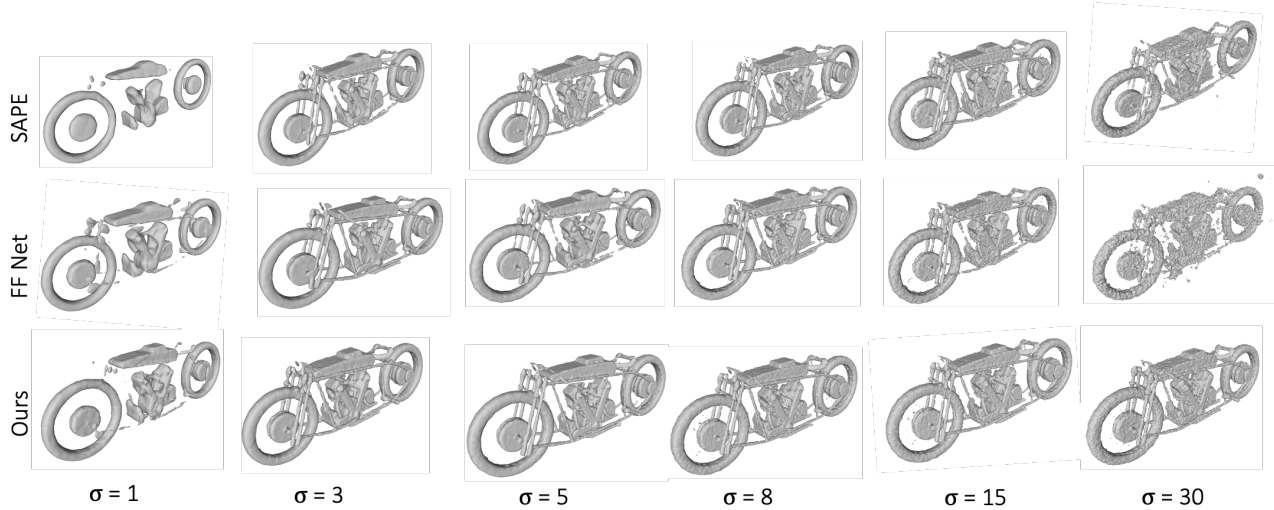 SAPE
FF Net
Ours
σ = 1
σ = 3
σ = 5
σ = 8
σ = 15
σ = 30